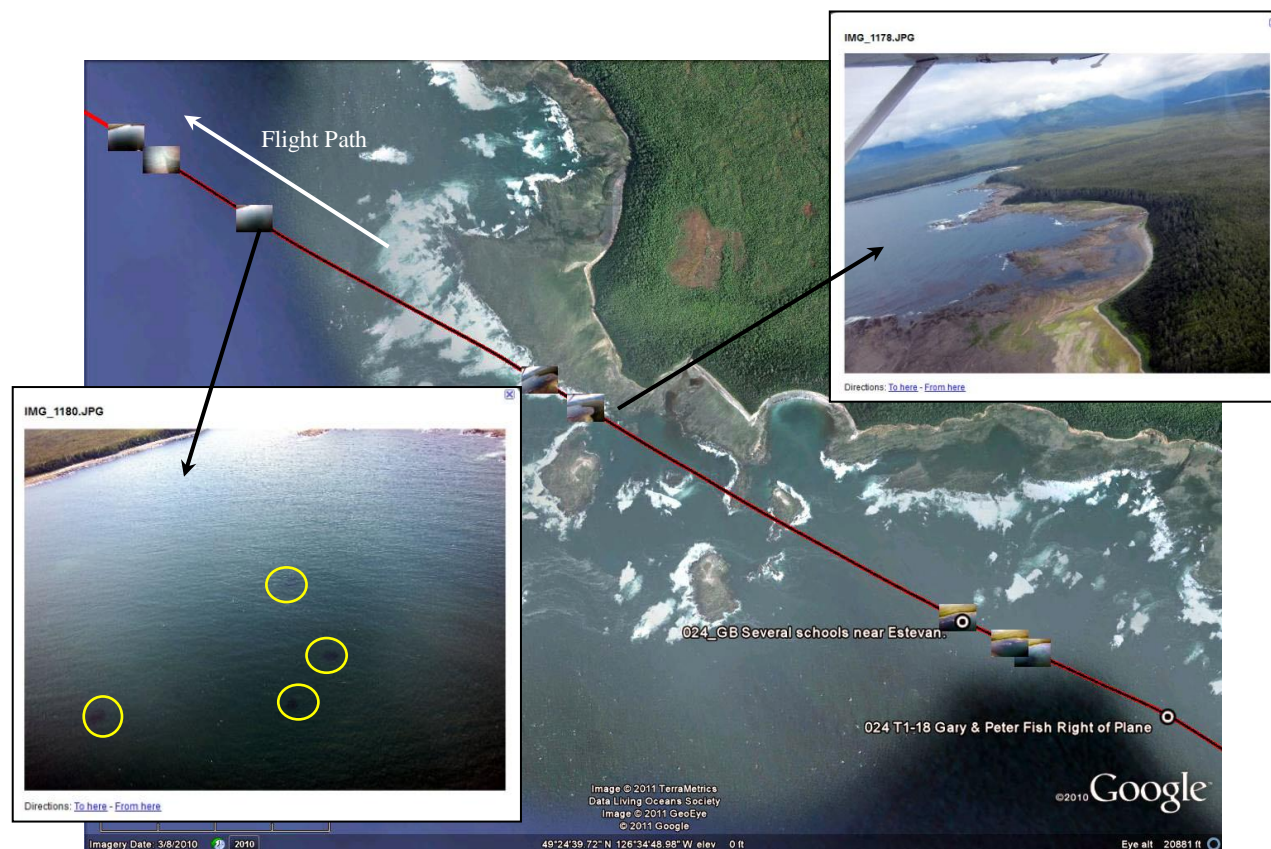 IMG_1178.JPG
Directions: To here - From here
Flight Path
IMG_1180.JPG
Directions: To here - From here
024_GB Several schools near Estevan.
024 T1-18 Gary & Peter Fish Right of Plane
Image © 2011 TerraMetrics
Data Living Oceans Society
Image © 2011 GeoEye
© 2011 Google
©2010 Google
Imagery Date: 3/8/2010 2010 49°24'39.72" N 126°34'48.98" W elev 0 ft Eye alt 20881 ft